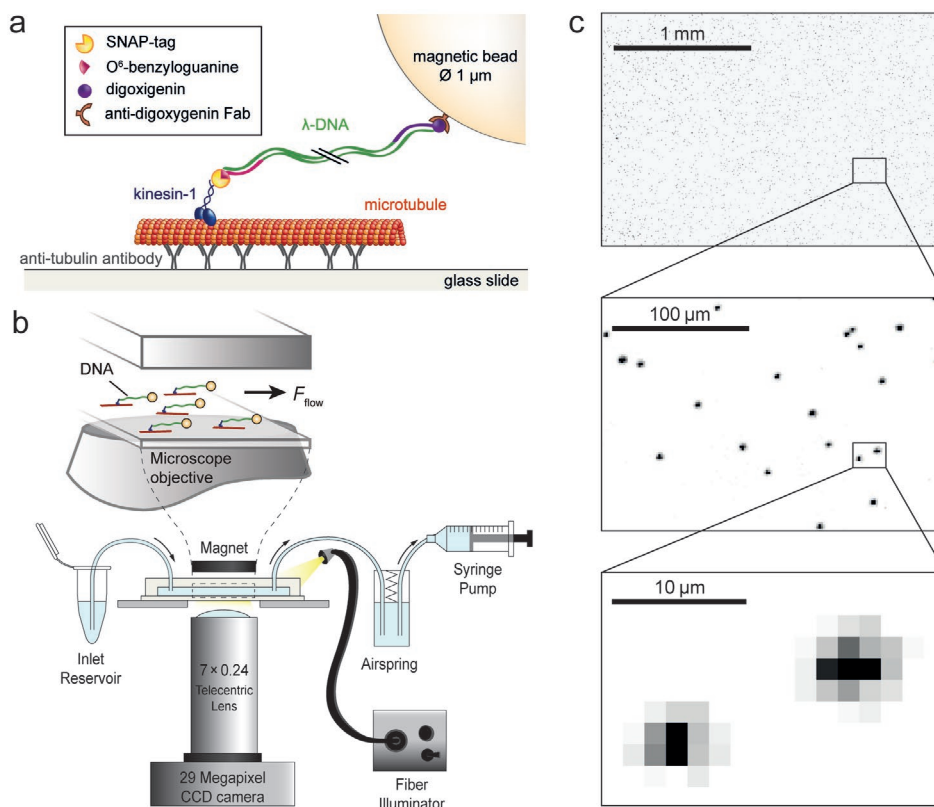 a
SNAP-tag
O⁶-benzyloguanine
digoxigenin
anti-digoxygenin Fab
magnetic bead
Ø 1 µm
λ-DNA
kinesin-1
microtubule
anti-tubulin antibody
glass slide
b
DNA
Fflow
Microscope
objective
Magnet
Syringe
Pump
Inlet
Reservoir
Airspring
7 × 0.24
Telecentric
Lens
29 Megapixel
CCD camera
Fiber
Illuminator
c
1 mm
100 µm
10 µm